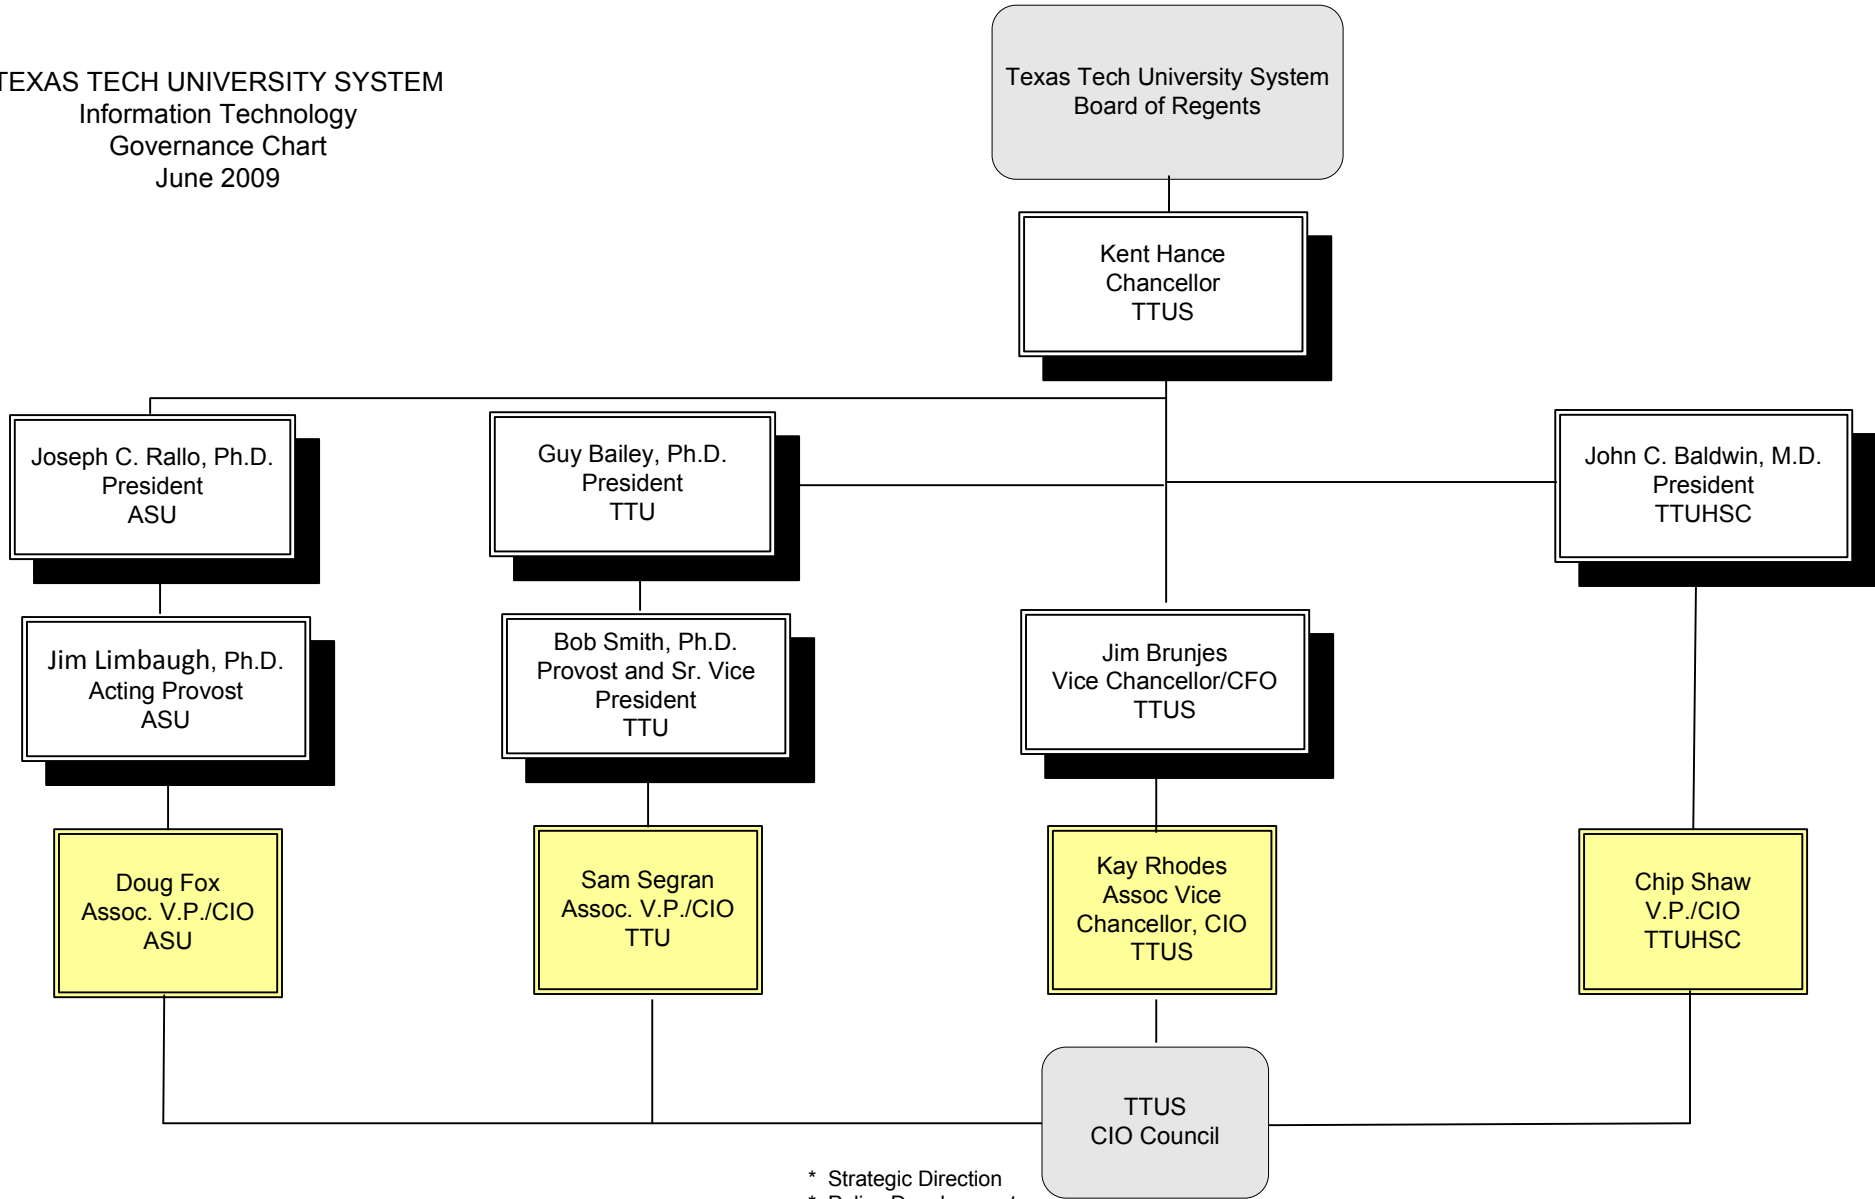 TEXAS TECH UNIVERSITY SYSTEM
Information Technology
Governance Chart
June 2009
Texas Tech University System
Board of Regents
Kent Hance
Chancellor
TTUS
Joseph C. Rallo, Ph.D.
President
ASU
Guy Bailey, Ph.D.
President
TTU
John C. Baldwin, M.D.
President
TTUHSC
Jim Limbaugh, Ph.D.
Acting Provost
ASU
Bob Smith, Ph.D.
Provost and Sr. Vice
President
TTU
Jim Brunjes
Vice Chancellor/CFO
TTUS
Doug Fox
Assoc. V.P./CIO
ASU
Sam Segran
Assoc. V.P./CIO
TTU
Kay Rhodes
Assoc Vice
Chancellor, CIO
TTUS
Chip Shaw
V.P./CIO
TTUHSC
TTUS
CIO Council
* Strategic Direction
* Policy Development